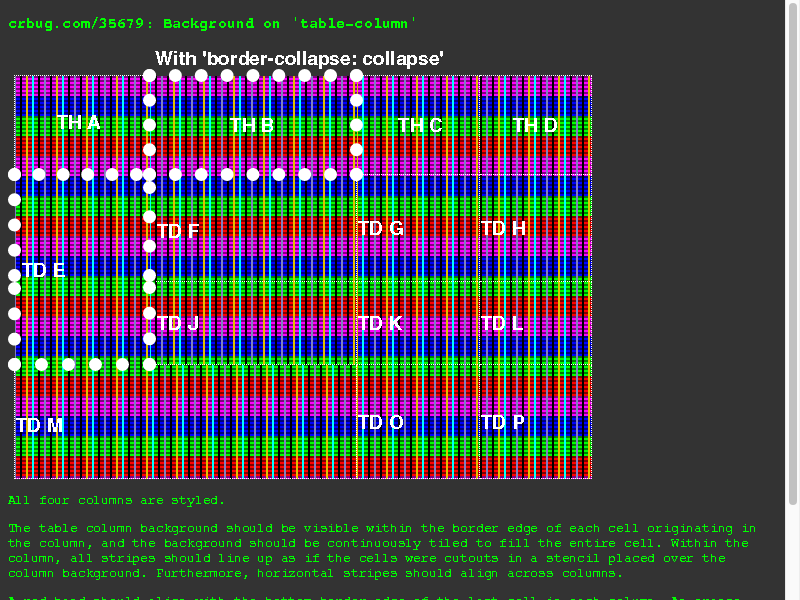 crbug.com/35679: Background on 'table-column'
With 'border-collapse: collapse'
TH A TH B TH C TH D
TD F TD G TD H
TD E
TD J TD K TD L
TD M TD O TD P
All four columns are styled.
The table column background should be visible within the border edge of each cell originating in
the column, and the background should be continuously tiled to fill the entire cell. Within the
column, all stripes should line up as if the cells were cutouts in a stencil placed over the
column background. Furthermore, horizontal stripes should align across columns.